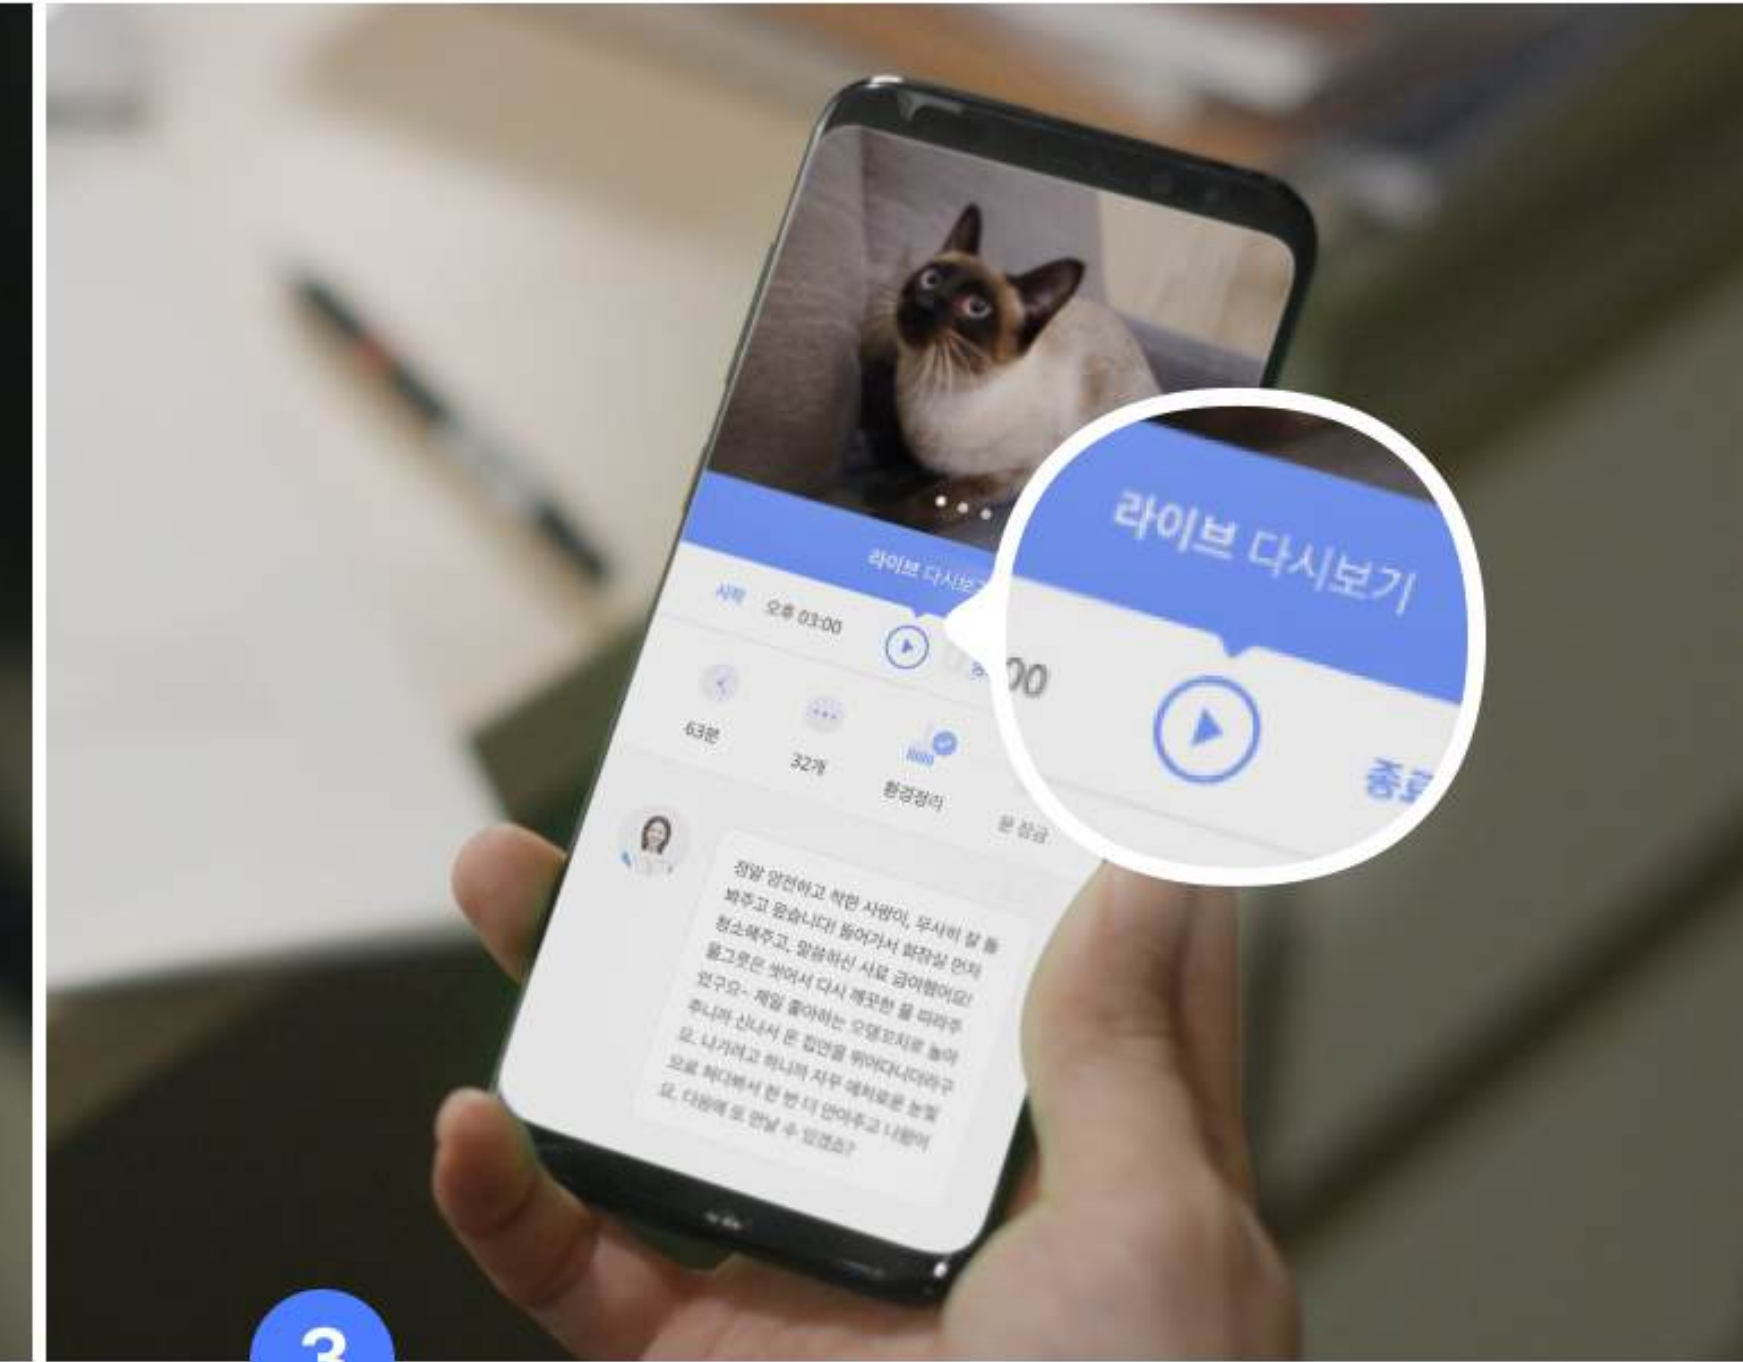 라이브 다시보기
시작 오후 03:00
63분
32개
환경정리
문 잠금
라이브 다시보기
00
종료
정말 얌전하고 착한 사랑이, 무사히 잘 돌
봐주고 왔습니다! 들어가서 화장실 먼저
청소해주고, 말씀하신 사료 급여했어요!
물그릇은 씻어서 다시 깨끗한 물 따라주
었구요~ 제일 좋아하는 오뎅꼬치로 놀아
주니까 신나서 온 집안을 뛰어다니더라구
요. 나가려고 하니까 자꾸 애처로운 눈빛
으로 쳐다봐서 한 번 더 안아주고 나왔어
요. 다음에 또 만날 수 있겠죠?
3